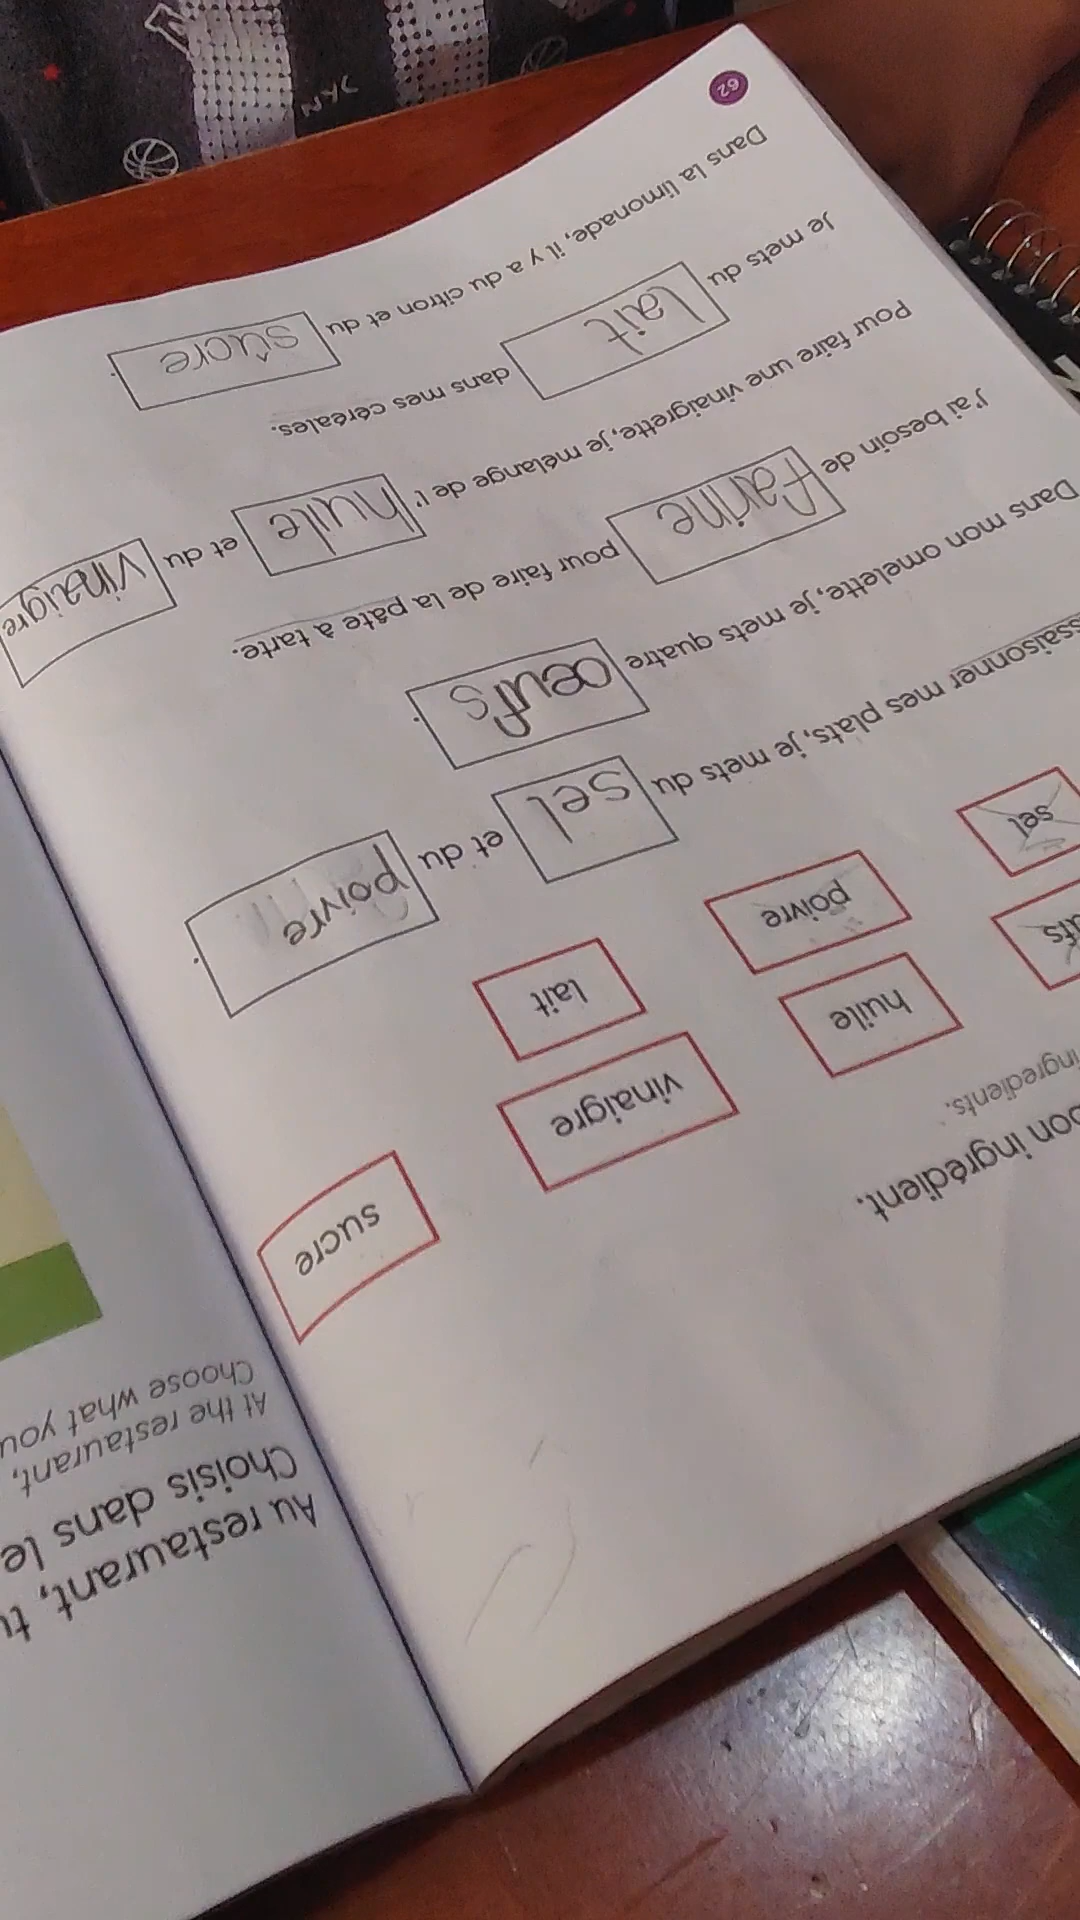 bon ingrédient.
ingredients.
sucre
vinaigre
huile
lait
poivre
sel
ssaisonner mes plats, je mets du sel et du poivre.
Dans mon omelette, je mets quatre œufs.
J'ai besoin de farine pour faire de la pâte à tarte.
Pour faire une vinaigrette, je mélange de l' huile et du vinaigre
Je mets du lait dans mes céréales.
Dans la limonade, il y a du citron et du sucre.
62
Au restaurant, tu
Choisis dans le
At the restaurant,
Choose what you